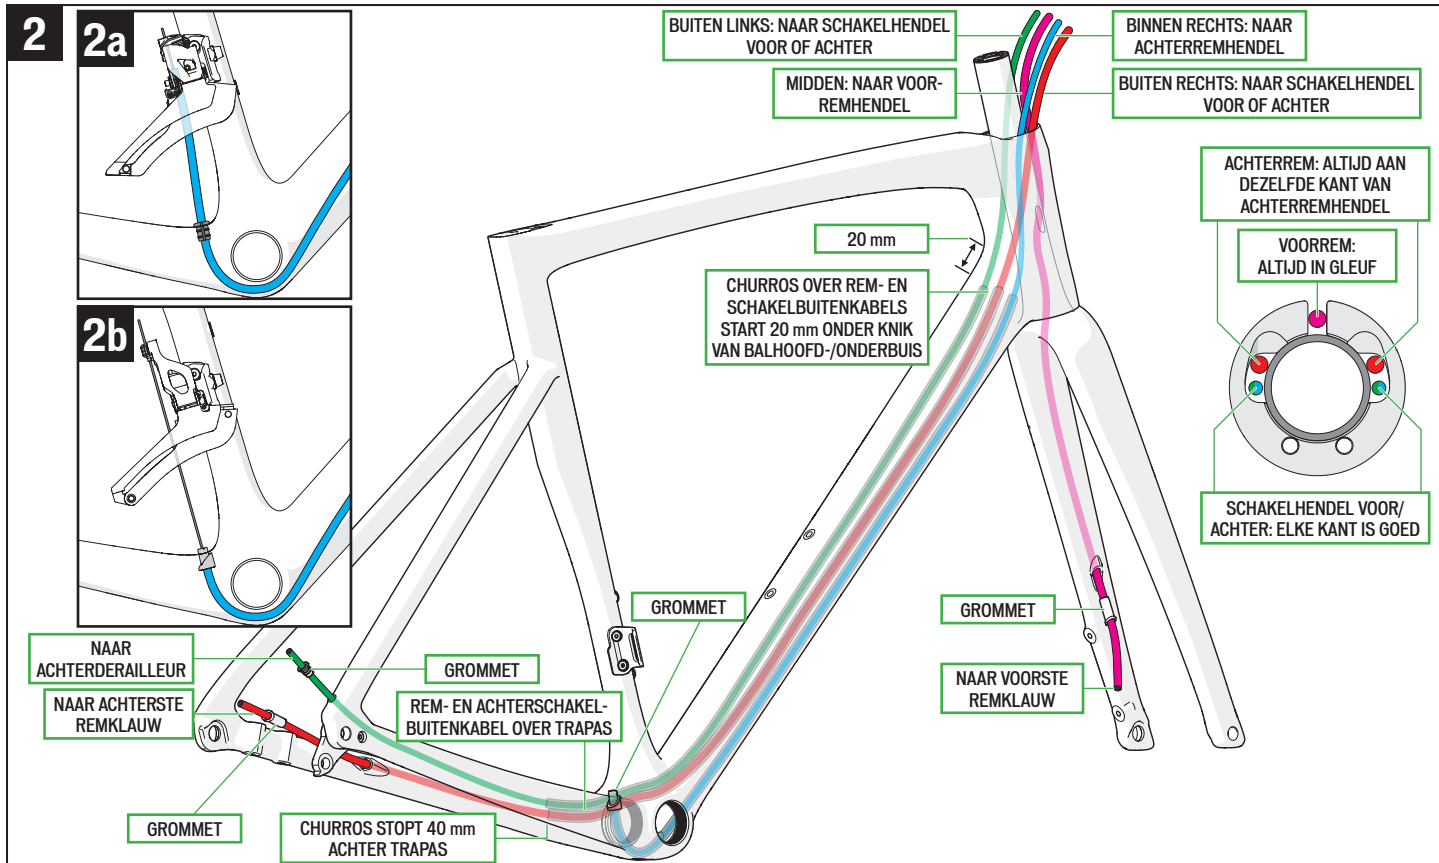 2
2a
2b
BUITEN LINKS: NAAR SCHAKELHENDEL
VOOR OF ACHTER
BINNEN RECHTS: NAAR
ACHTERREMHENDEL
MIDDEN: NAAR VOOR-
REMHENDEL
BUITEN RECHTS: NAAR SCHAKELHENDEL
VOOR OF ACHTER
ACHTERREM: ALTIJD AAN
DEZELFDE KANT VAN
ACHTERREMHENDEL
VOORREM:
ALTIJD IN GLEUF
20 mm
CHURROS OVER REM- EN
SCHAKELBUITENKABELS
START 20 mm ONDER KNIK
VAN BALHOOFD-/ONDERBUIS
SCHAKELHENDEL VOOR/
ACHTER: ELKE KANT IS GOED
GROMMET
GROMMET
NAAR VOORSTE
REMKLAUW
NAAR
ACHTERDERAILLEUR
GROMMET
NAAR ACHTERSTE
REMKLAUW
REM- EN ACHTERSCHAKEL-
BUITENKABEL OVER TRAPAS
GROMMET
CHURROS STOPT 40 mm
ACHTER TRAPAS